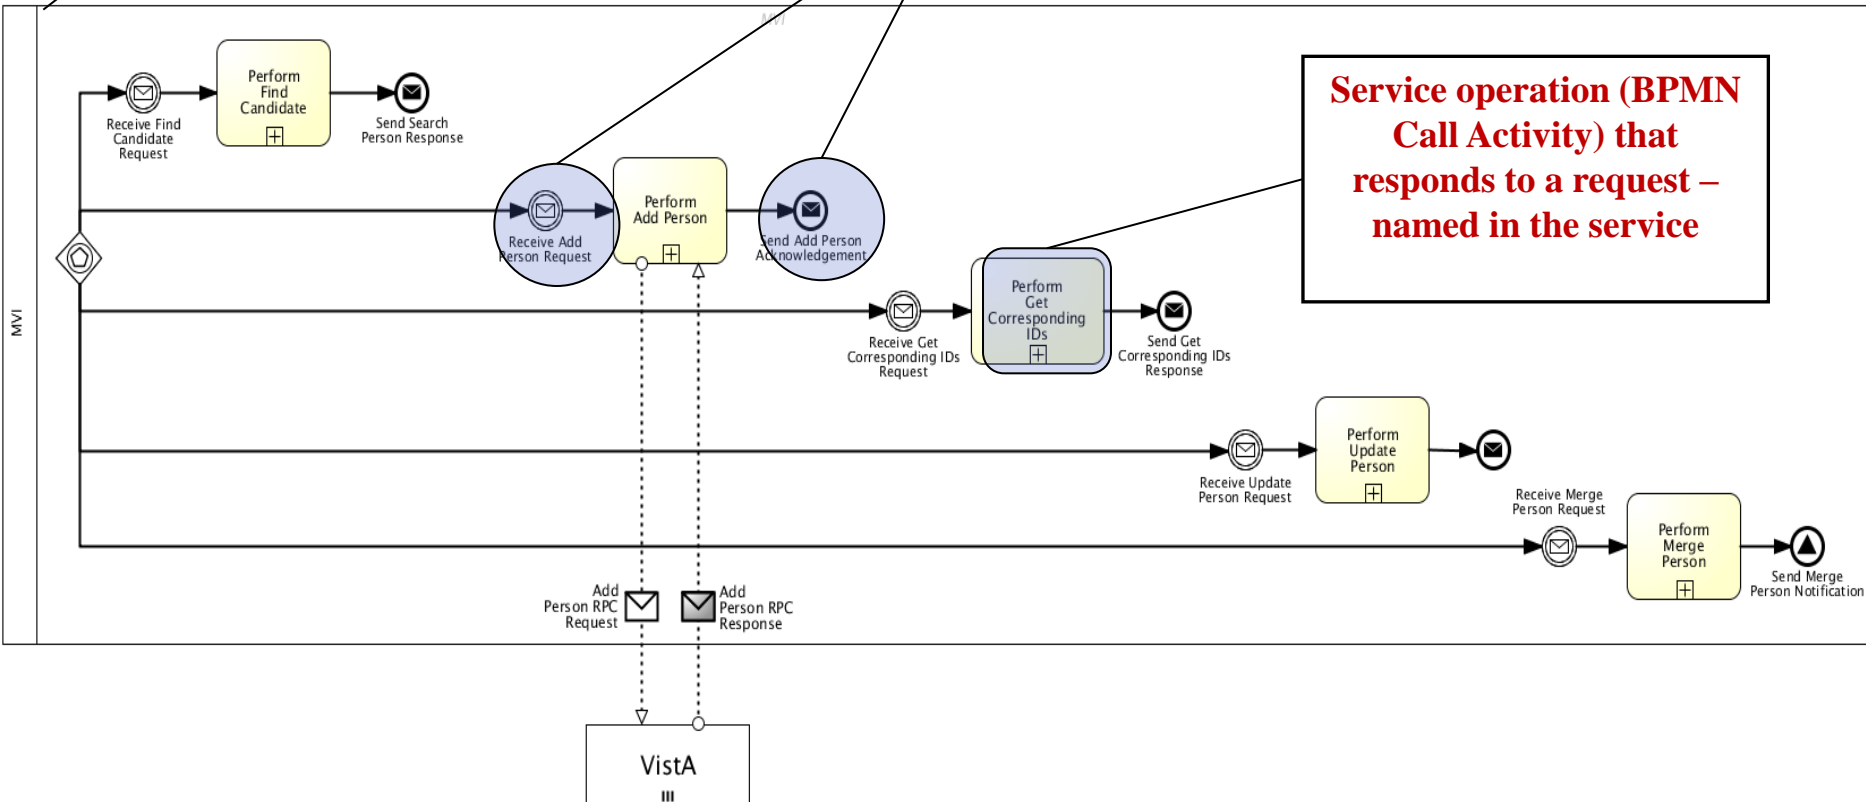 MVI
MVI
Perform
Find
Candidate
Receive Find
Candidate
Request
Send Search
Person Response
Service operation (BPMN
Call Activity) that
responds to a request –
named in the service
Perform
Add Person
Receive Add
Person Request
Send Add Person
Acknowledgement
Perform
Get
Corresponding
IDs
Receive Get
Corresponding IDs
Request
Send Get
Corresponding IDs
Response
Perform
Update
Person
Receive Update
Person Request
Receive Merge
Person Request
Perform
Merge
Person
Send Merge
Person Notification
Add
Person RPC
Request
Add
Person RPC
Response
VistA